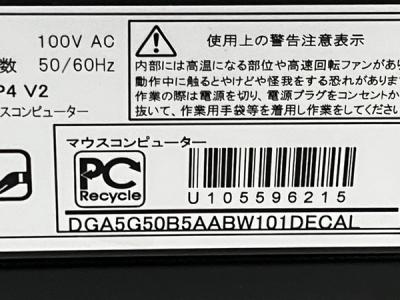 100V AC
数 50/60Hz
P4 V2
スコンピューター
使用上の警告注意表示
内部には高温になる部位や高速回転ファンがあります
動作中に触るとやけどや怪我をする恐れがあります
作業の際は電源を切り、電源プラグをコンセントか
抜いて、作業用手袋等を着用し作業をしてくださ
マウスコンピューター
PC
Recycle
U105596215
DGA5G50B5AABW101DECAL